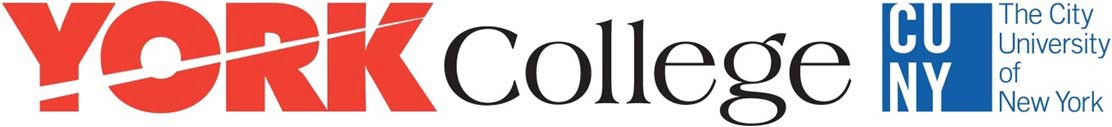 YORK College
CU
NY
The City
University
of
New York